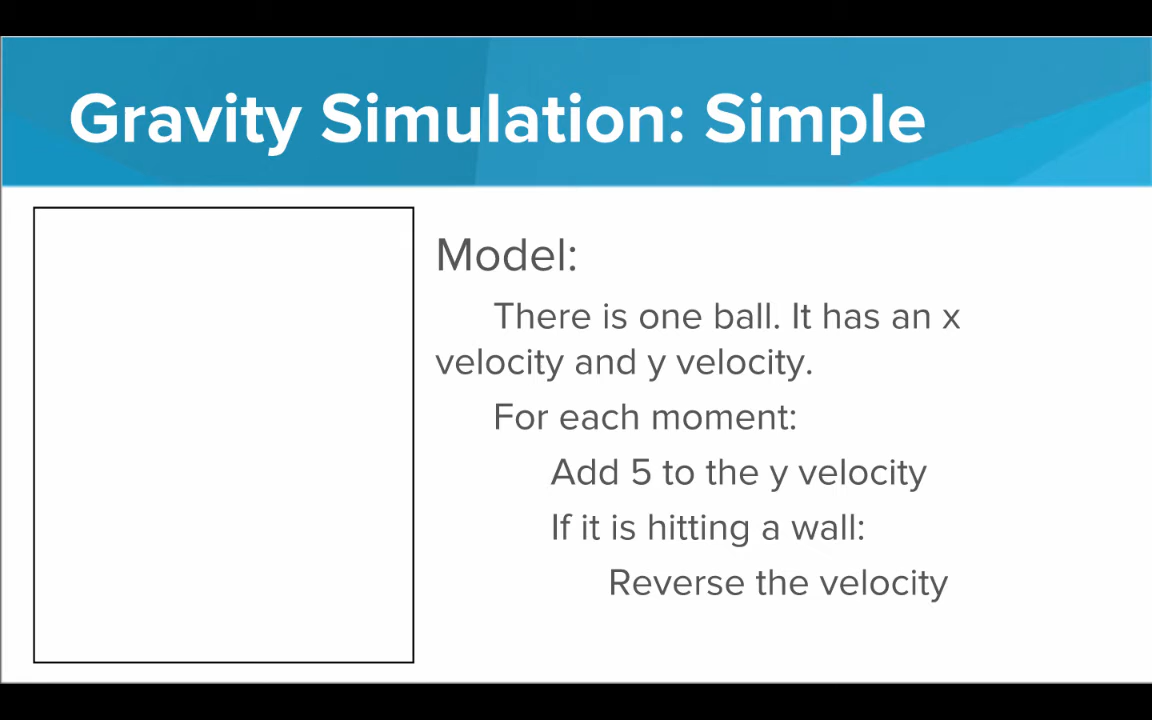 Gravity Simulation: Simple
Model:
There is one ball. It has an x
velocity and y velocity.
For each moment:
Add 5 to the y velocity
If it is hitting a wall:
Reverse the velocity